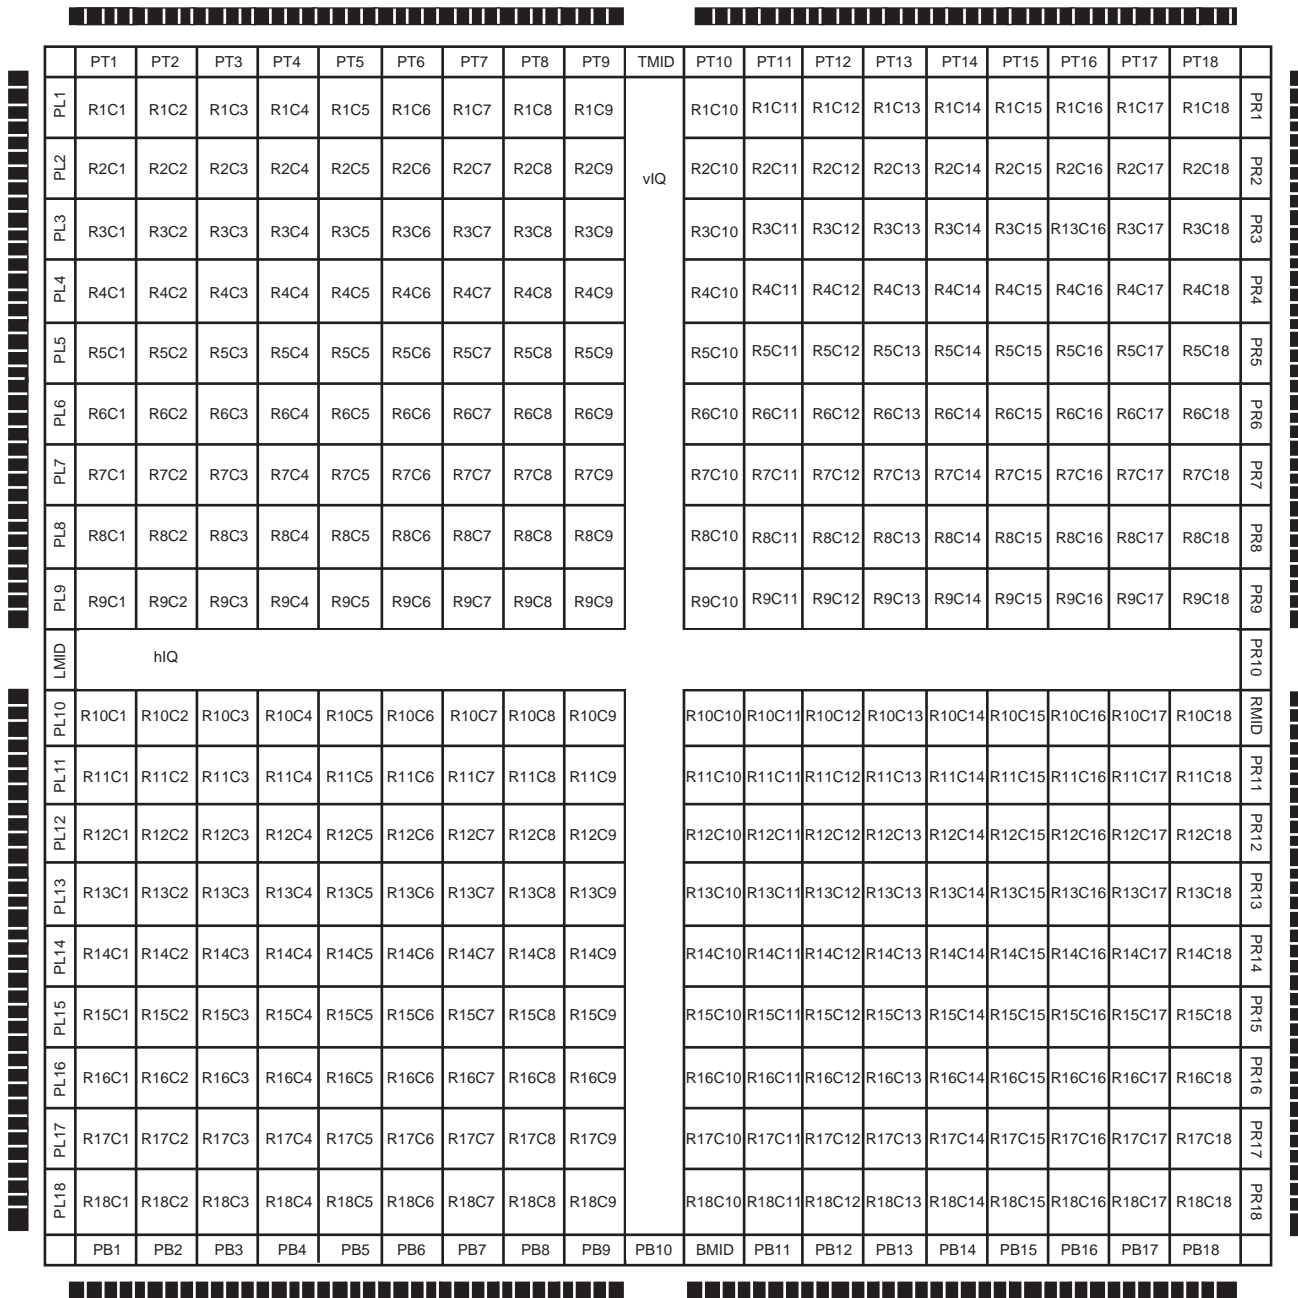 PT1 PT2 PT3 PT4 PT5 PT6 PT7 PT8 PT9 TMID PT10 PT11 PT12 PT13 PT14 PT15 PT16 PT17 PT18
PL1 R1C1 R1C2 R1C3 R1C4 R1C5 R1C6 R1C7 R1C8 R1C9 R1C10 R1C11 R1C12 R1C13 R1C14 R1C15 R1C16 R1C17 R1C18 PR1
PL2 R2C1 R2C2 R2C3 R2C4 R2C5 R2C6 R2C7 R2C8 R2C9 vIQ R2C10 R2C11 R2C12 R2C13 R2C14 R2C15 R2C16 R2C17 R2C18 PR2
PL3 R3C1 R3C2 R3C3 R3C4 R3C5 R3C6 R3C7 R3C8 R3C9 R3C10 R3C11 R3C12 R3C13 R3C14 R3C15 R13C16 R3C17 R3C18 PR3
PL4 R4C1 R4C2 R4C3 R4C4 R4C5 R4C6 R4C7 R4C8 R4C9 R4C10 R4C11 R4C12 R4C13 R4C14 R4C15 R4C16 R4C17 R4C18 PR4
PL5 R5C1 R5C2 R5C3 R5C4 R5C5 R5C6 R5C7 R5C8 R5C9 R5C10 R5C11 R5C12 R5C13 R5C14 R5C15 R5C16 R5C17 R5C18 PR5
PL6 R6C1 R6C2 R6C3 R6C4 R6C5 R6C6 R6C7 R6C8 R6C9 R6C10 R6C11 R6C12 R6C13 R6C14 R6C15 R6C16 R6C17 R6C18 PR6
PL7 R7C1 R7C2 R7C3 R7C4 R7C5 R7C6 R7C7 R7C8 R7C9 R7C10 R7C11 R7C12 R7C13 R7C14 R7C15 R7C16 R7C17 R7C18 PR7
PL8 R8C1 R8C2 R8C3 R8C4 R8C5 R8C6 R8C7 R8C8 R8C9 R8C10 R8C11 R8C12 R8C13 R8C14 R8C15 R8C16 R8C17 R8C18 PR8
PL9 R9C1 R9C2 R9C3 R9C4 R9C5 R9C6 R9C7 R9C8 R9C9 R9C10 R9C11 R9C12 R9C13 R9C14 R9C15 R9C16 R9C17 R9C18 PR9
LMID hIQ PR10
PL10 R10C1 R10C2 R10C3 R10C4 R10C5 R10C6 R10C7 R10C8 R10C9 R10C10 R10C11 R10C12 R10C13 R10C14 R10C15 R10C16 R10C17 R10C18 RMID
PL11 R11C1 R11C2 R11C3 R11C4 R11C5 R11C6 R11C7 R11C8 R11C9 R11C10 R11C11 R11C12 R11C13 R11C14 R11C15 R11C16 R11C17 R11C18 PR11
PL12 R12C1 R12C2 R12C3 R12C4 R12C5 R12C6 R12C7 R12C8 R12C9 R12C10 R12C11 R12C12 R12C13 R12C14 R12C15 R12C16 R12C17 R12C18 PR12
PL13 R13C1 R13C2 R13C3 R13C4 R13C5 R13C6 R13C7 R13C8 R13C9 R13C10 R13C11 R13C12 R13C13 R13C14 R13C15 R13C16 R13C17 R13C18 PR13
PL14 R14C1 R14C2 R14C3 R14C4 R14C5 R14C6 R14C7 R14C8 R14C9 R14C10 R14C11 R14C12 R14C13 R14C14 R14C15 R14C16 R14C17 R14C18 PR14
PL15 R15C1 R15C2 R15C3 R15C4 R15C5 R15C6 R15C7 R15C8 R15C9 R15C10 R15C11 R15C12 R15C13 R15C14 R15C15 R15C16 R15C17 R15C18 PR15
PL16 R16C1 R16C2 R16C3 R16C4 R16C5 R16C6 R16C7 R16C8 R16C9 R16C10 R16C11 R16C12 R16C13 R16C14 R16C15 R16C16 R16C17 R16C18 PR16
PL17 R17C1 R17C2 R17C3 R17C4 R17C5 R17C6 R17C7 R17C8 R17C9 R17C10 R17C11 R17C12 R17C13 R17C14 R17C15 R17C16 R17C17 R17C18 PR17
PL18 R18C1 R18C2 R18C3 R18C4 R18C5 R18C6 R18C7 R18C8 R18C9 R18C10 R18C11 R18C12 R18C13 R18C14 R18C15 R18C16 R18C17 R18C18 PR18
PB1 PB2 PB3 PB4 PB5 PB6 PB7 PB8 PB9 PB10 BMID PB11 PB12 PB13 PB14 PB15 PB16 PB17 PB18